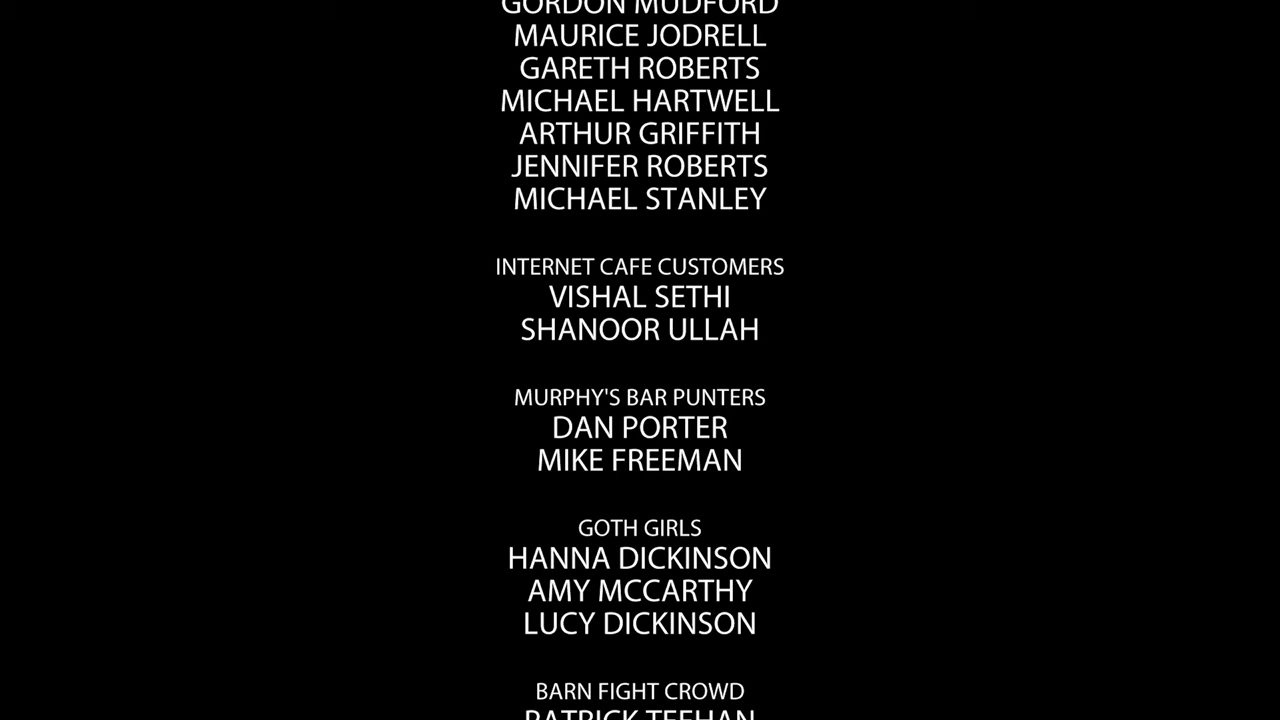 GORDON MUDFORD
MAURICE JODRELL
GARETH ROBERTS
MICHAEL HARTWELL
ARTHUR GRIFFITH
JENNIFER ROBERTS
MICHAEL STANLEY
INTERNET CAFE CUSTOMERS
VISHAL SETHI
SHANOOR ULLAH
MURPHY'S BAR PUNTERS
DAN PORTER
MIKE FREEMAN
GOTH GIRLS
HANNA DICKINSON
AMY MCCARTHY
LUCY DICKINSON
BARN FIGHT CROWD
PATRICK TEEHAN